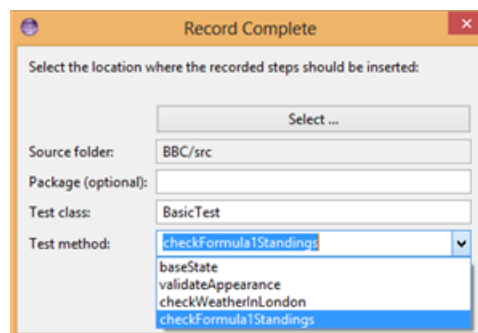 Record Complete
Select the location where the recorded steps should be inserted:
Select ...
Source folder: BBC/src
Package (optional):
Test class: BasicTest
Test method: checkFormula1Standings
baseState
validateAppearance
checkWeatherInLondon
checkFormula1Standings